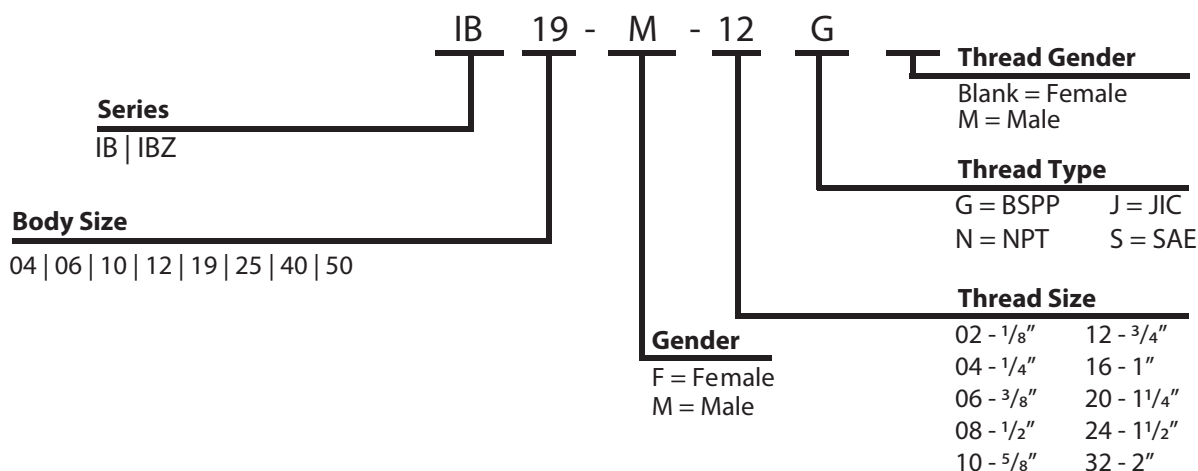 IB 19 - M - 12 G
Series
IB | IBZ
Body Size
04 | 06 | 10 | 12 | 19 | 25 | 40 | 50
Gender
F = Female
M = Male
Thread Gender
Blank = Female
M = Male
Thread Type
G = BSPP J = JIC
N = NPT S = SAE
Thread Size
02 - 1/8" 12 - 3/4"
04 - 1/4" 16 - 1"
06 - 3/8" 20 - 11/4"
08 - 1/2" 24 - 11/2"
10 - 5/8" 32 - 2"